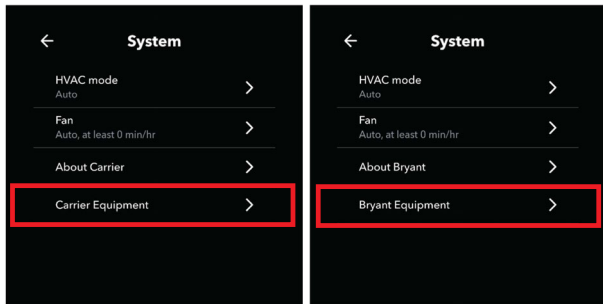 System
HVAC mode
Auto
Fan
Auto, at least 0 min/hr
About Carrier
Carrier Equipment
System
HVAC mode
Auto
Fan
Auto, at least 0 min/hr
About Bryant
Bryant Equipment